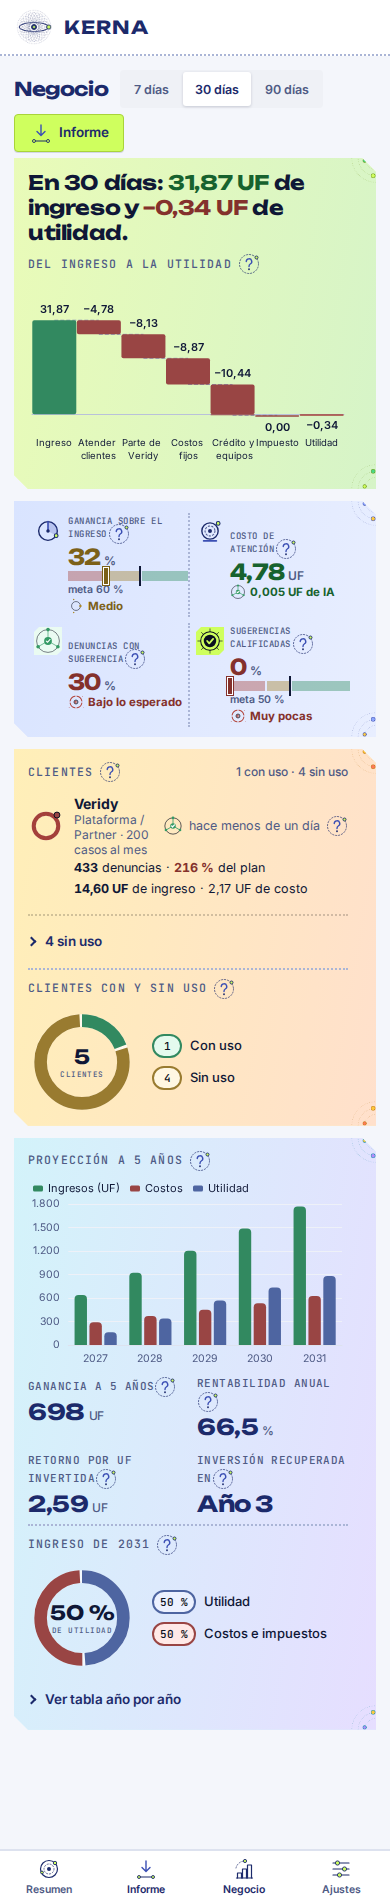 KERNA
Negocio
7 días
30 días
90 días
Informe
En 30 días: 31,87 UF de
ingreso y −0,34 UF de
utilidad.
DEL INGRESO A LA UTILIDAD ?
31,87
−4,78
−8,13
−8,87
−10,44
0,00
−0,34
Ingreso
Atender
clientes
Parte de
Veridy
Costos
fijos
Crédito y
equipos
Impuesto
Utilidad
GANANCIA SOBRE EL
INGRESO ?
32 %
meta 60 %
Medio
COSTO DE
ATENCIÓN ?
4,78 UF
0,005 UF de IA
DENUNCIAS CON
SUGERENCIA ?
30 %
Bajo lo esperado
SUGERENCIAS
CALIFICADAS ?
0 %
meta 50 %
Muy pocas
CLIENTES ?
1 con uso · 4 sin uso
Veridy
Plataforma /
Partner · 200
casos al mes
hace menos de un día ?
433 denuncias · 216 % del plan
14,60 UF de ingreso · 2,17 UF de costo
4 sin uso
CLIENTES CON Y SIN USO ?
5
CLIENTES
1 Con uso
4 Sin uso
PROYECCIÓN A 5 AÑOS ?
Ingresos (UF) Costos Utilidad
1.800
1.500
1.200
900
600
300
0
2027 2028 2029 2030 2031
GANANCIA A 5 AÑOS ?
698 UF
RENTABILIDAD ANUAL
?
66,5 %
RETORNO POR UF
INVERTIDA ?
2,59 UF
INVERSIÓN RECUPERADA
EN ?
Año 3
INGRESO DE 2031 ?
50 %
DE UTILIDAD
50 % Utilidad
50 % Costos e impuestos
Ver tabla año por año
Resumen
Informe
Negocio
Ajustes